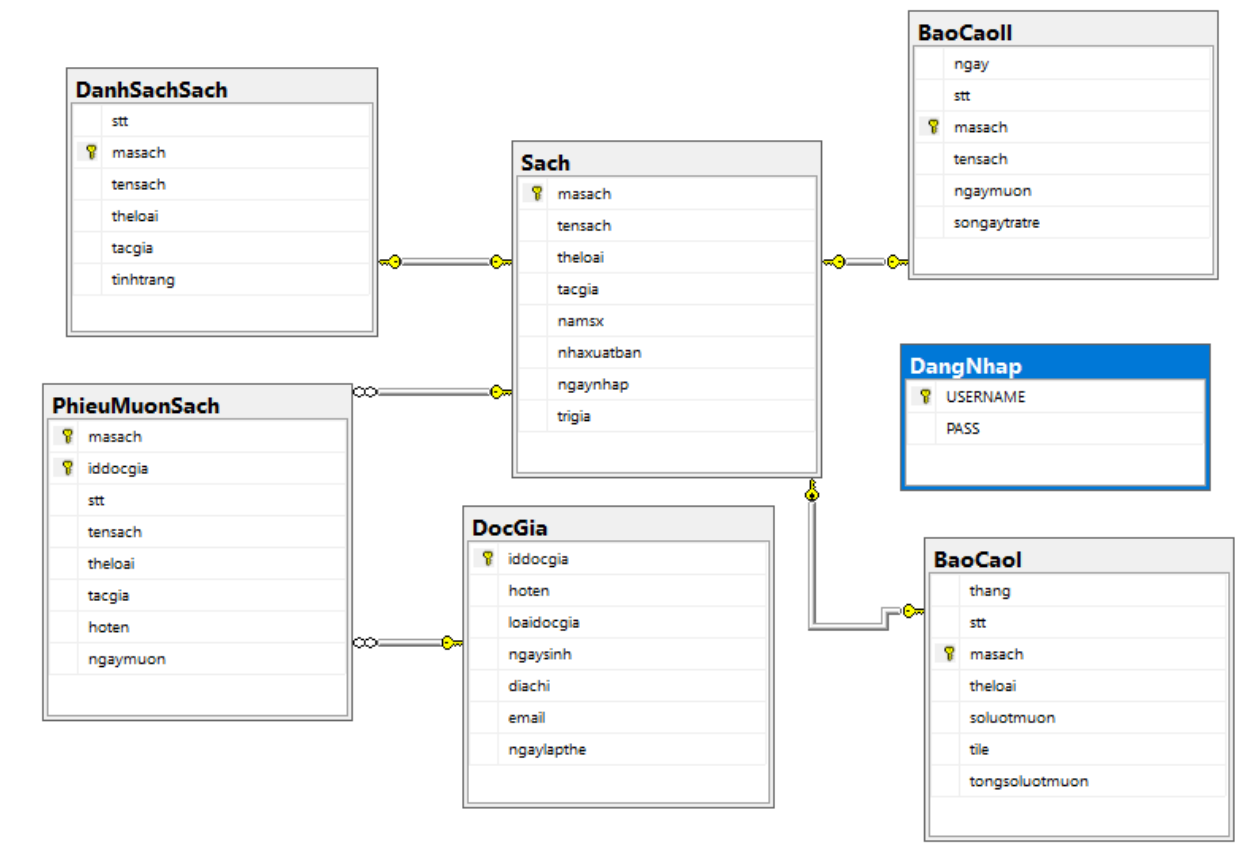 DanhSachSach
stt
masach
tensach
theloai
tacgia
tinhtrang
Sach
masach
tensach
theloai
tacgia
namsx
nhaxuatban
ngaynhap
trigia
BaoCaoII
ngay
stt
masach
tensach
ngaymuon
songaytratre
PhieuMuonSach
masach
iddocgia
stt
tensach
theloai
tacgia
hoten
ngaymuon
DocGia
iddocgia
hoten
loaidocgia
ngaysinh
diachi
email
ngaylapthe
DangNhap
USERNAME
PASS
BaoCaoI
thang
stt
masach
theloai
soluotmuon
tile
tongsoluotmuon